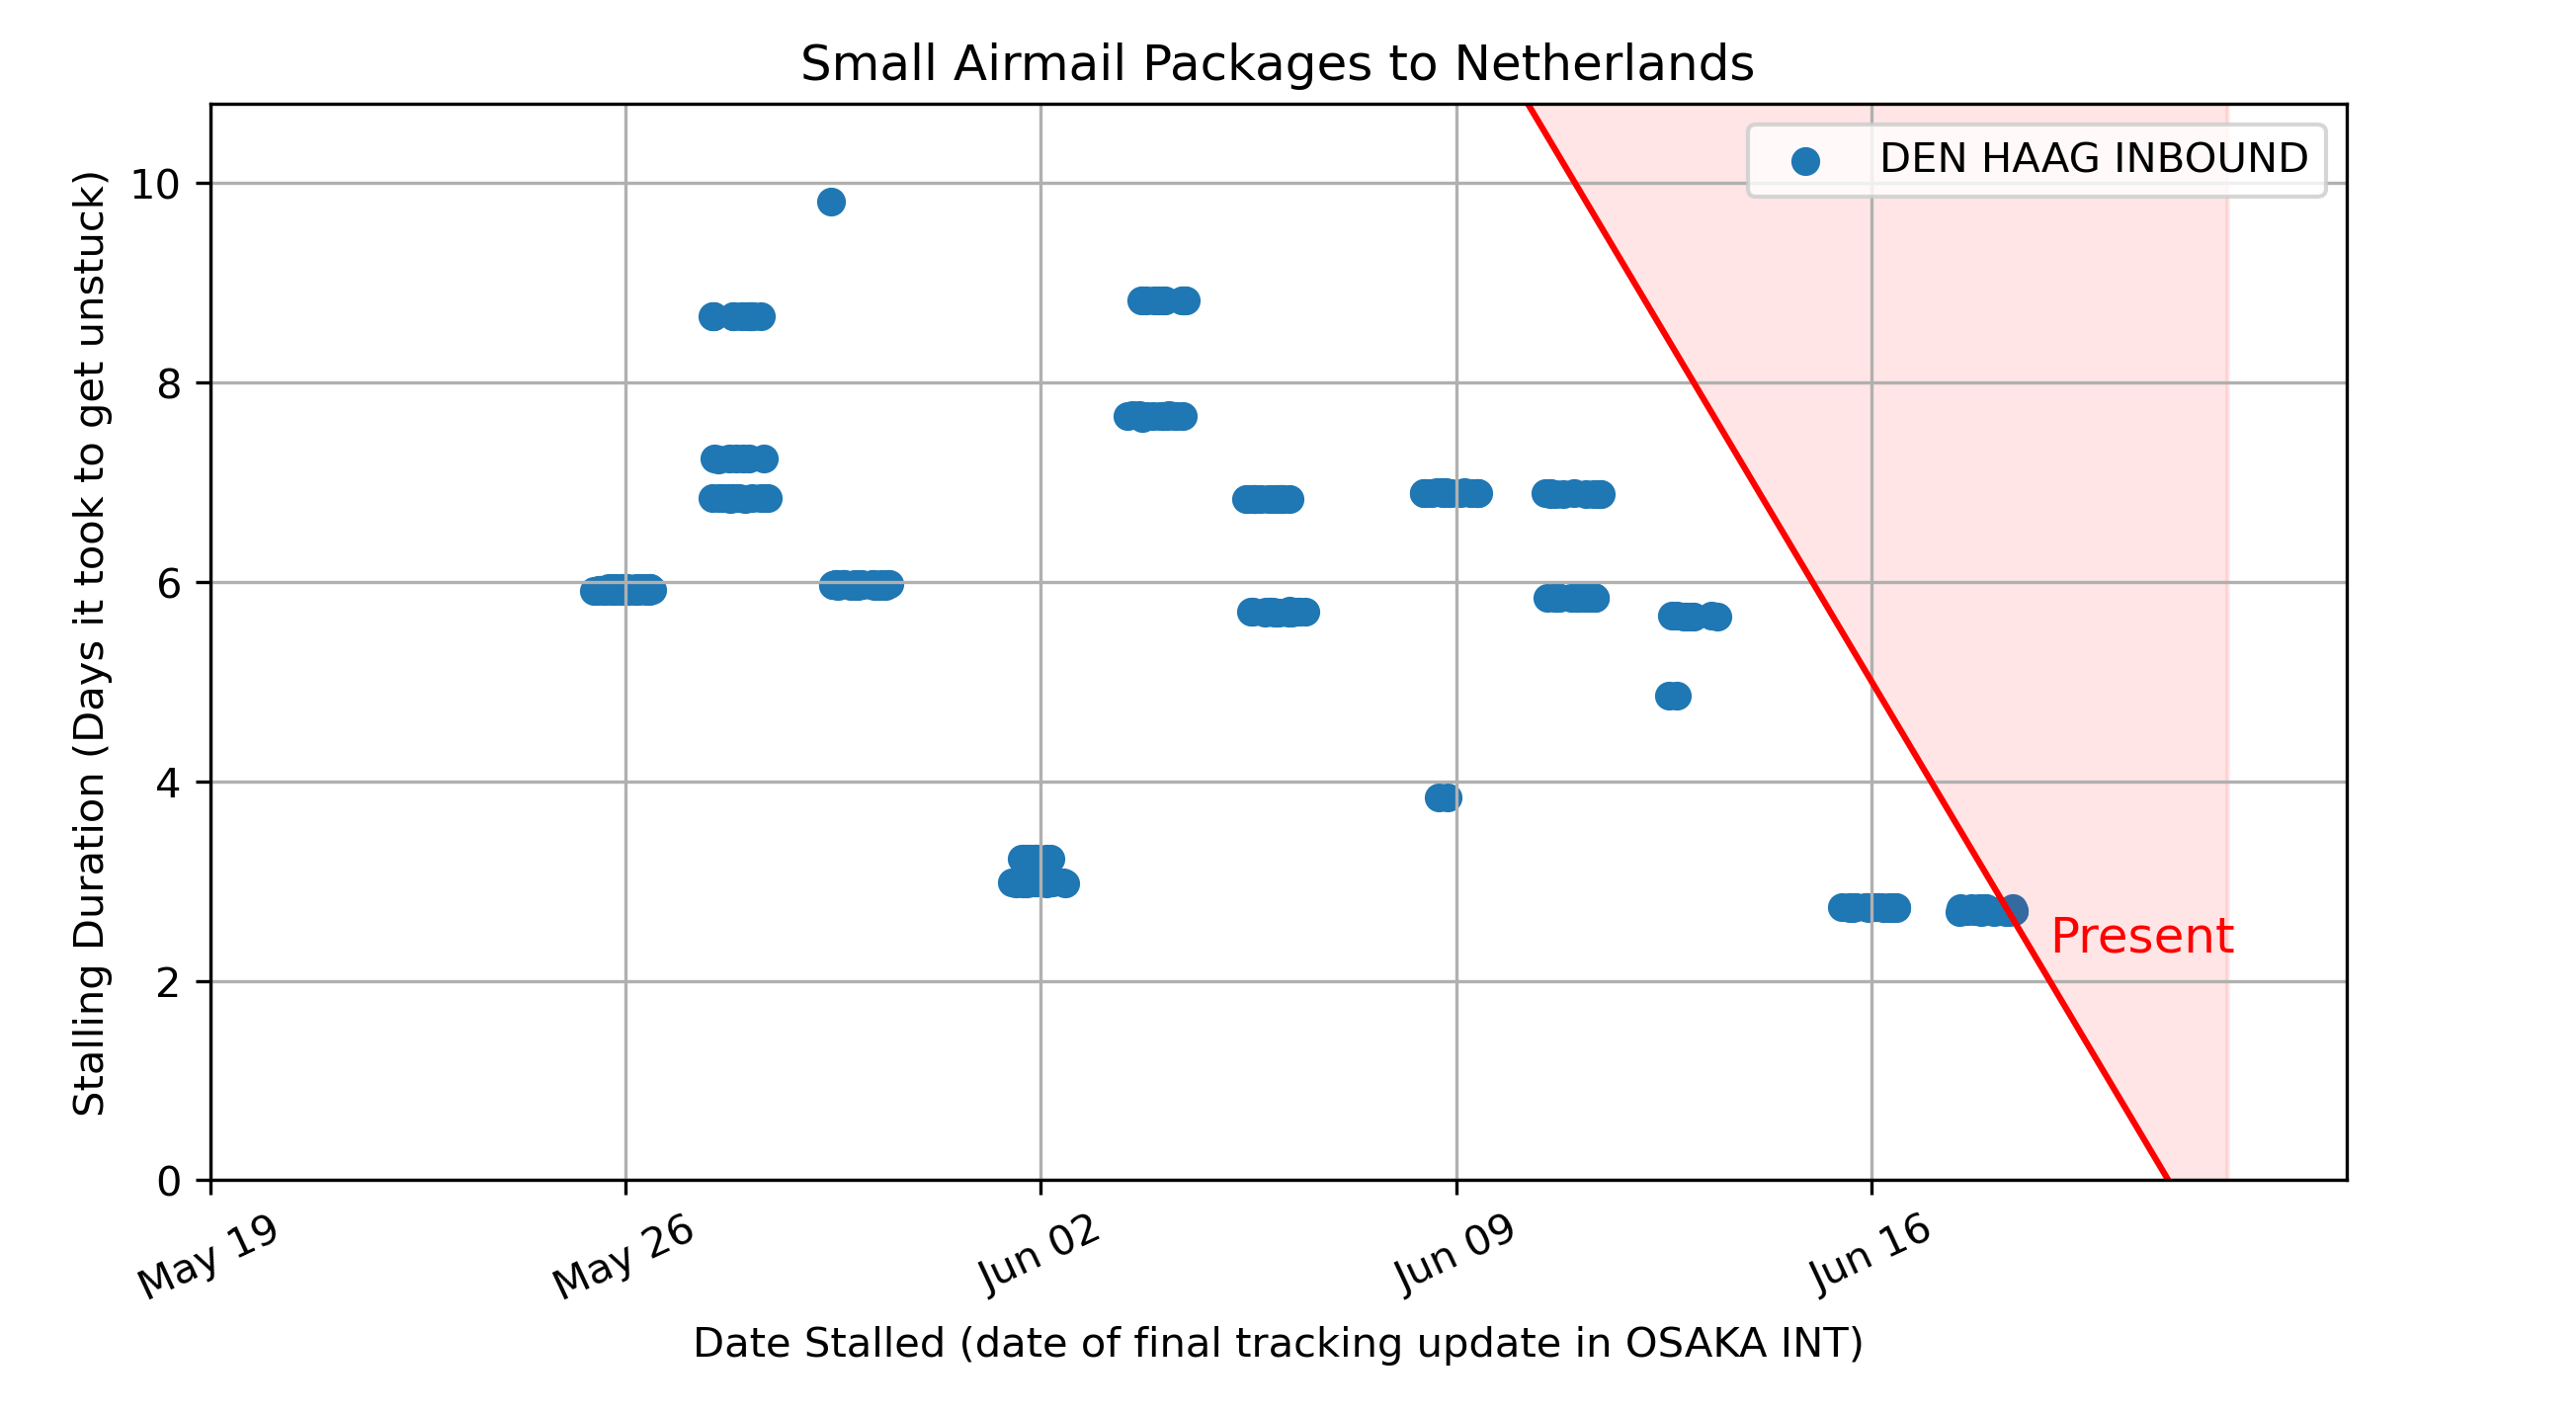 Small Airmail Packages to Netherlands
DEN HAAG INBOUND
Stalling Duration (Days it took to get unstuck)
10
8
6
4
2
0
Present
May 19
May 26
Jun 02
Jun 09
Jun 16
Date Stalled (date of final tracking update in OSAKA INT)